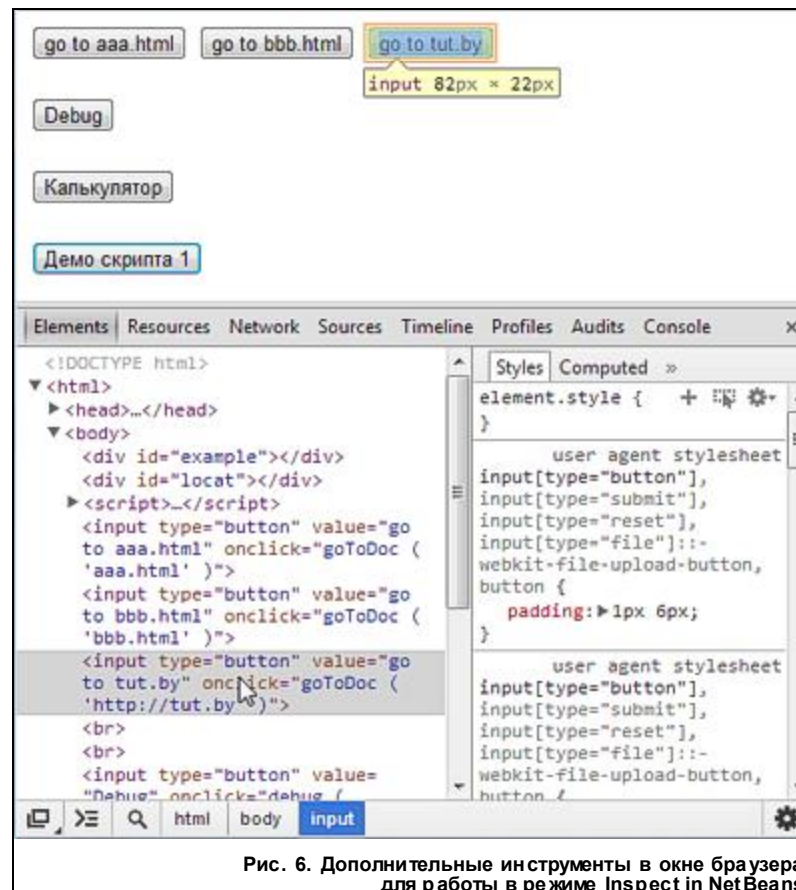 go to aaa.html go to bbb.html go to tut.by
input 82px × 22px
Debug
Калькулятор
Демо скрипта 1
Elements Resources Network Sources Timeline Profiles Audits Console ×
<!DOCTYPE html>
▼<html>
▶<head>…</head>
▼<body>
<div id="example"></div>
<div id="locat"></div>
▶<script>…</script>
<input type="button" value="go
to aaa.html" onclick="goToDoc (
'aaa.html' )">
<input type="button" value="go
to bbb.html" onclick="goToDoc (
'bbb.html' )">
<input type="button" value="go
to tut.by" onclick="goToDoc (
'http://tut.by' )">
<br>
<br>
<input type="button" value=
"Debug" onclick="debug (
Styles Computed »
element.style {
}
user agent stylesheet
input[type="button"],
input[type="submit"],
input[type="reset"],
input[type="file"]::-
webkit-file-upload-button,
button {
padding:▶1px 6px;
}
user agent stylesheet
input[type="button"],
input[type="submit"],
input[type="reset"],
input[type="file"]::-
webkit-file-upload-button,
button {
html body input
Рис. 6. Дополнительные инструменты в окне браузера
для работы в режиме Inspect in NetBeans